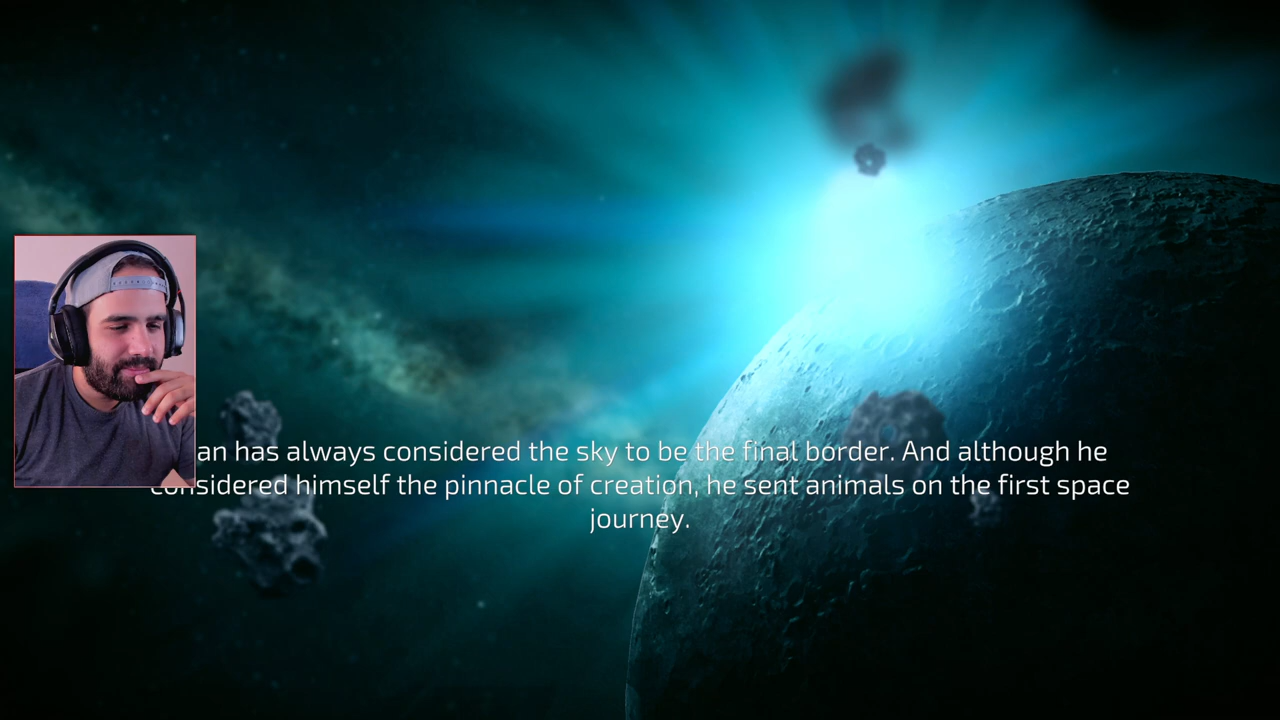 an has always considered the sky to be the final border. And although he
considered himself the pinnacle of creation, he sent animals on the first space
journey.